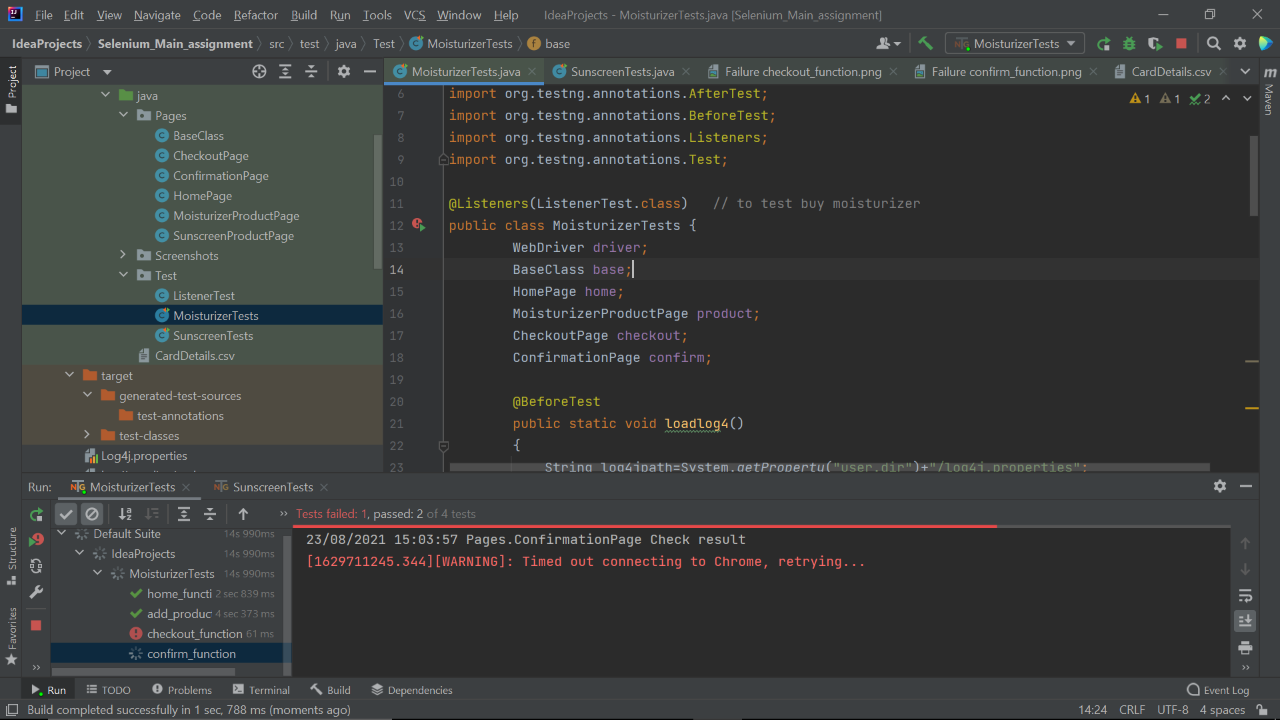 File Edit View Navigate Code Refactor Build Run Tools VCS Window Help IdeaProjects - MoisturizerTests.java [Selenium_Main_assignment]
IdeaProjects Selenium_Main_assignment src test java Test MoisturizerTests base MoisturizerTests
Project MoisturizerTests.java SunscreenTests.java Failure checkout_function.png Failure confirm_function.png CardDetails.csv
Project
Maven
Structure
Favorites
java
Pages
BaseClass
CheckoutPage
ConfirmationPage
HomePage
MoisturizerProductPage
SunscreenProductPage
Screenshots
Test
ListenerTest
MoisturizerTests
SunscreenTests
CardDetails.csv
target
generated-test-sources
test-annotations
test-classes
Log4j.properties
1 1 2
6 import org.testng.annotations.AfterTest;
7 import org.testng.annotations.BeforeTest;
8 import org.testng.annotations.Listeners;
9 import org.testng.annotations.Test;
10
11 @Listeners(ListenerTest.class) // to test buy moisturizer
12 public class MoisturizerTests {
13 WebDriver driver;
14 BaseClass base;
15 HomePage home;
16 MoisturizerProductPage product;
17 CheckoutPage checkout;
18 ConfirmationPage confirm;
19
20 @BeforeTest
21 public static void loadlog4()
22 {
23 String log4jpath=System.getProperty("user.dir")+"/log4j.properties";
Run: MoisturizerTests SunscreenTests
Tests failed: 1, passed: 2 of 4 tests
Default Suite 14s 990ms
IdeaProjects 14s 990ms
MoisturizerTests 14s 990ms
home_functi 2 sec 839 ms
add_produc 4 sec 373 ms
checkout_function 61 ms
confirm_function
23/08/2021 15:03:57 Pages.ConfirmationPage Check result
[1629711245.344][WARNING]: Timed out connecting to Chrome, retrying...
Run TODO Problems Terminal Build Dependencies Event Log
Build completed successfully in 1 sec, 788 ms (moments ago) 14:24 CRLF UTF-8 4 spaces